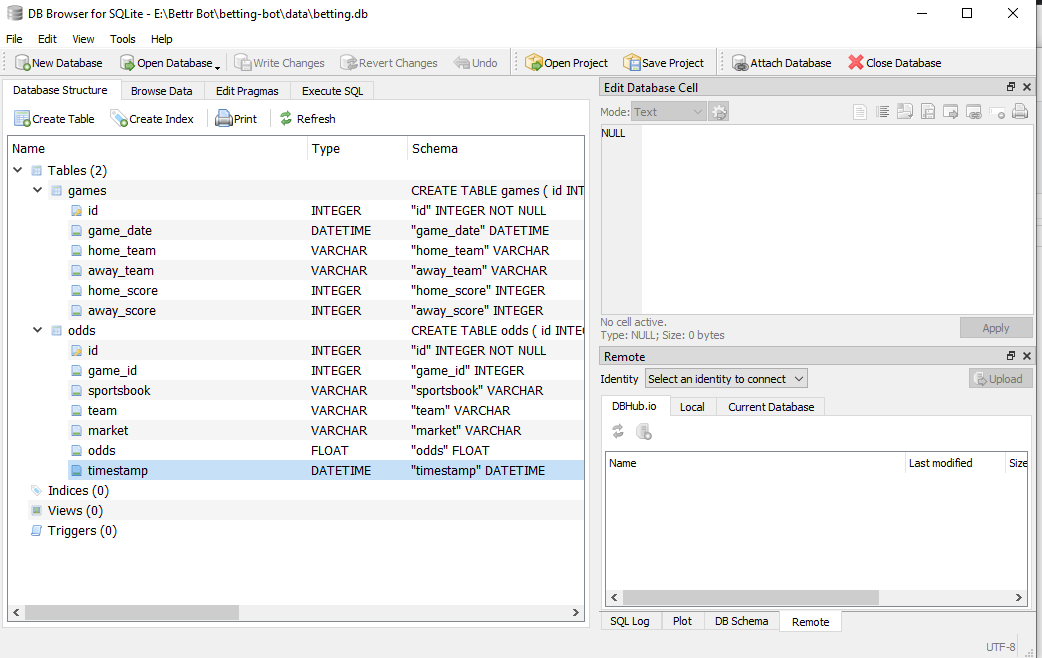 DB Browser for SQLite - E:\Bettr Bot\betting-bot\data\betting.db
File Edit View Tools Help
New Database Open Database Write Changes Revert Changes Undo Open Project Save Project Attach Database Close Database
Database Structure Browse Data Edit Pragmas Execute SQL
Create Table Create Index Print Refresh
Name Type Schema
Tables (2)
games CREATE TABLE games ( id INT
id INTEGER "id" INTEGER NOT NULL
game_date DATETIME "game_date" DATETIME
home_team VARCHAR "home_team" VARCHAR
away_team VARCHAR "away_team" VARCHAR
home_score INTEGER "home_score" INTEGER
away_score INTEGER "away_score" INTEGER
odds CREATE TABLE odds ( id INTEG
id INTEGER "id" INTEGER NOT NULL
game_id INTEGER "game_id" INTEGER
sportsbook VARCHAR "sportsbook" VARCHAR
team VARCHAR "team" VARCHAR
market VARCHAR "market" VARCHAR
odds FLOAT "odds" FLOAT
timestamp DATETIME "timestamp" DATETIME
Indices (0)
Views (0)
Triggers (0)
Edit Database Cell
Mode: Text
NULL
No cell active.
Type: NULL; Size: 0 bytes
Apply
Remote
Identity Select an identity to connect Upload
DBHub.io Local Current Database
Name Last modified Size
SQL Log Plot DB Schema Remote
UTF-8